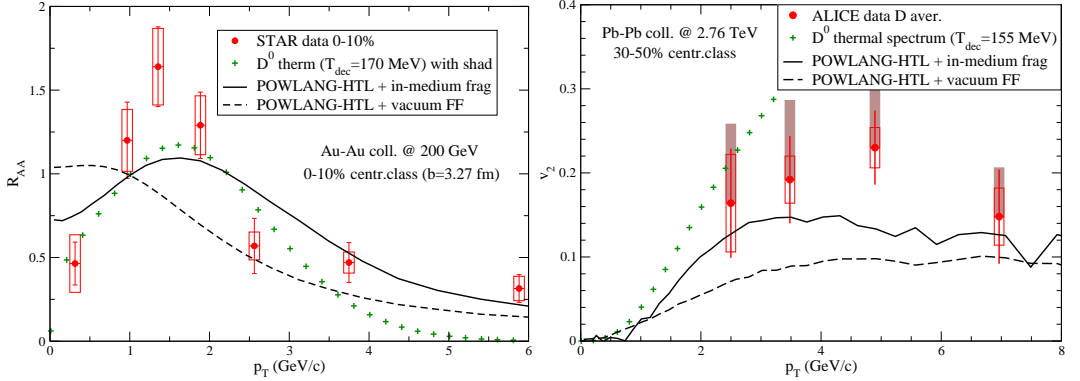 2
1.5
1
0.5
0
R_AA
0
1
2
3
4
5
6
p_T (GeV/c)
STAR data 0-10%
D^0 therm (T_dec=170 MeV) with shad
POWLANG-HTL + in-medium frag
POWLANG-HTL + vacuum FF
Au-Au coll. @ 200 GeV
0-10% centr.class (b=3.27 fm)
0.4
0.3
0.2
0.1
0
v_2
0
2
4
6
8
p_T (GeV/c)
Pb-Pb coll. @ 2.76 TeV
30-50% centr.class
ALICE data D aver.
D^0 thermal spectrum (T_dec=155 MeV)
POWLANG-HTL + in-medium frag
POWLANG-HTL + vacuum FF